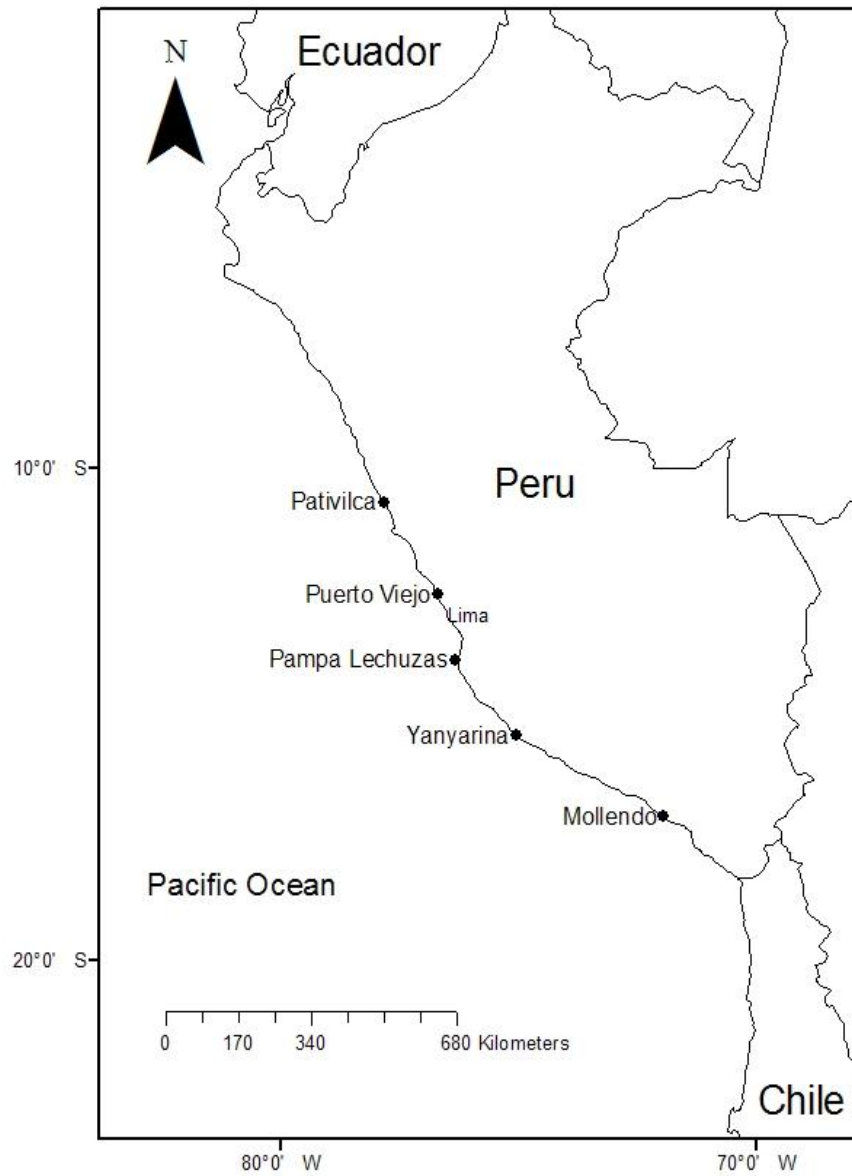 N
Ecuador
10°0' S
Peru
Pativilca
Puerto Viejo
Lima
Pampa Lechuzas
Yanyarina
Mollendo
Pacific Ocean
20°0' S
0 170 340 680 Kilometers
Chile
80°0' W 70°0' W